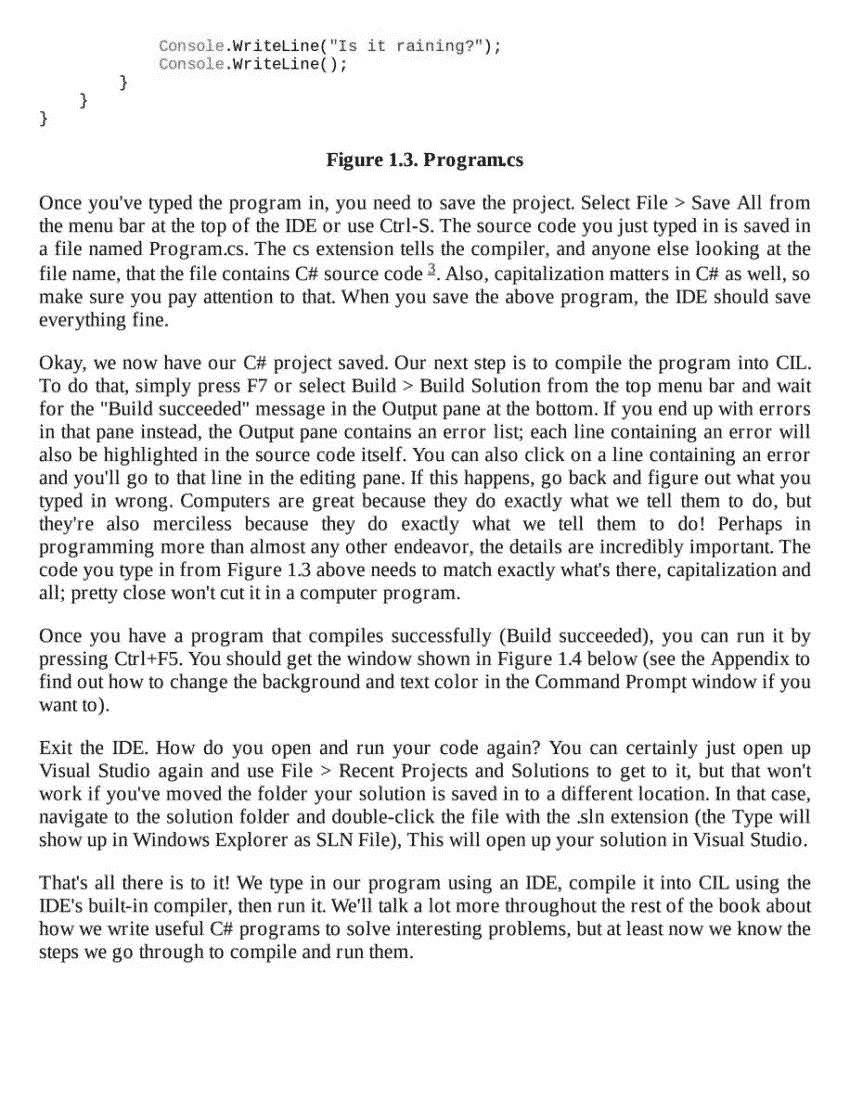 Console.WriteLine("Is it raining?");
Console.WriteLine();
}
}
}
Figure 1.3. Program.cs
Once you've typed the program in, you need to save the project. Select File > Save All from
the menu bar at the top of the IDE or use Ctrl-S. The source code you just typed in is saved in
a file named Program.cs. The cs extension tells the compiler, and anyone else looking at the
file name, that the file contains C# source code 3. Also, capitalization matters in C# as well, so
make sure you pay attention to that. When you save the above program, the IDE should save
everything fine.
Okay, we now have our C# project saved. Our next step is to compile the program into CIL.
To do that, simply press F7 or select Build > Build Solution from the top menu bar and wait
for the "Build succeeded" message in the Output pane at the bottom. If you end up with errors
in that pane instead, the Output pane contains an error list; each line containing an error will
also be highlighted in the source code itself. You can also click on a line containing an error
and you'll go to that line in the editing pane. If this happens, go back and figure out what you
typed in wrong. Computers are great because they do exactly what we tell them to do, but
they're also merciless because they do exactly what we tell them to do! Perhaps in
programming more than almost any other endeavor, the details are incredibly important. The
code you type in from Figure 1.3 above needs to match exactly what's there, capitalization and
all; pretty close won't cut it in a computer program.
Once you have a program that compiles successfully (Build succeeded), you can run it by
pressing Ctrl+F5. You should get the window shown in Figure 1.4 below (see the Appendix to
find out how to change the background and text color in the Command Prompt window if you
want to).
Exit the IDE. How do you open and run your code again? You can certainly just open up
Visual Studio again and use File > Recent Projects and Solutions to get to it, but that won't
work if you've moved the folder your solution is saved in to a different location. In that case,
navigate to the solution folder and double-click the file with the .sln extension (the Type will
show up in Windows Explorer as SLN File), This will open up your solution in Visual Studio.
That's all there is to it! We type in our program using an IDE, compile it into CIL using the
IDE's built-in compiler, then run it. We'll talk a lot more throughout the rest of the book about
how we write useful C# programs to solve interesting problems, but at least now we know the
steps we go through to compile and run them.